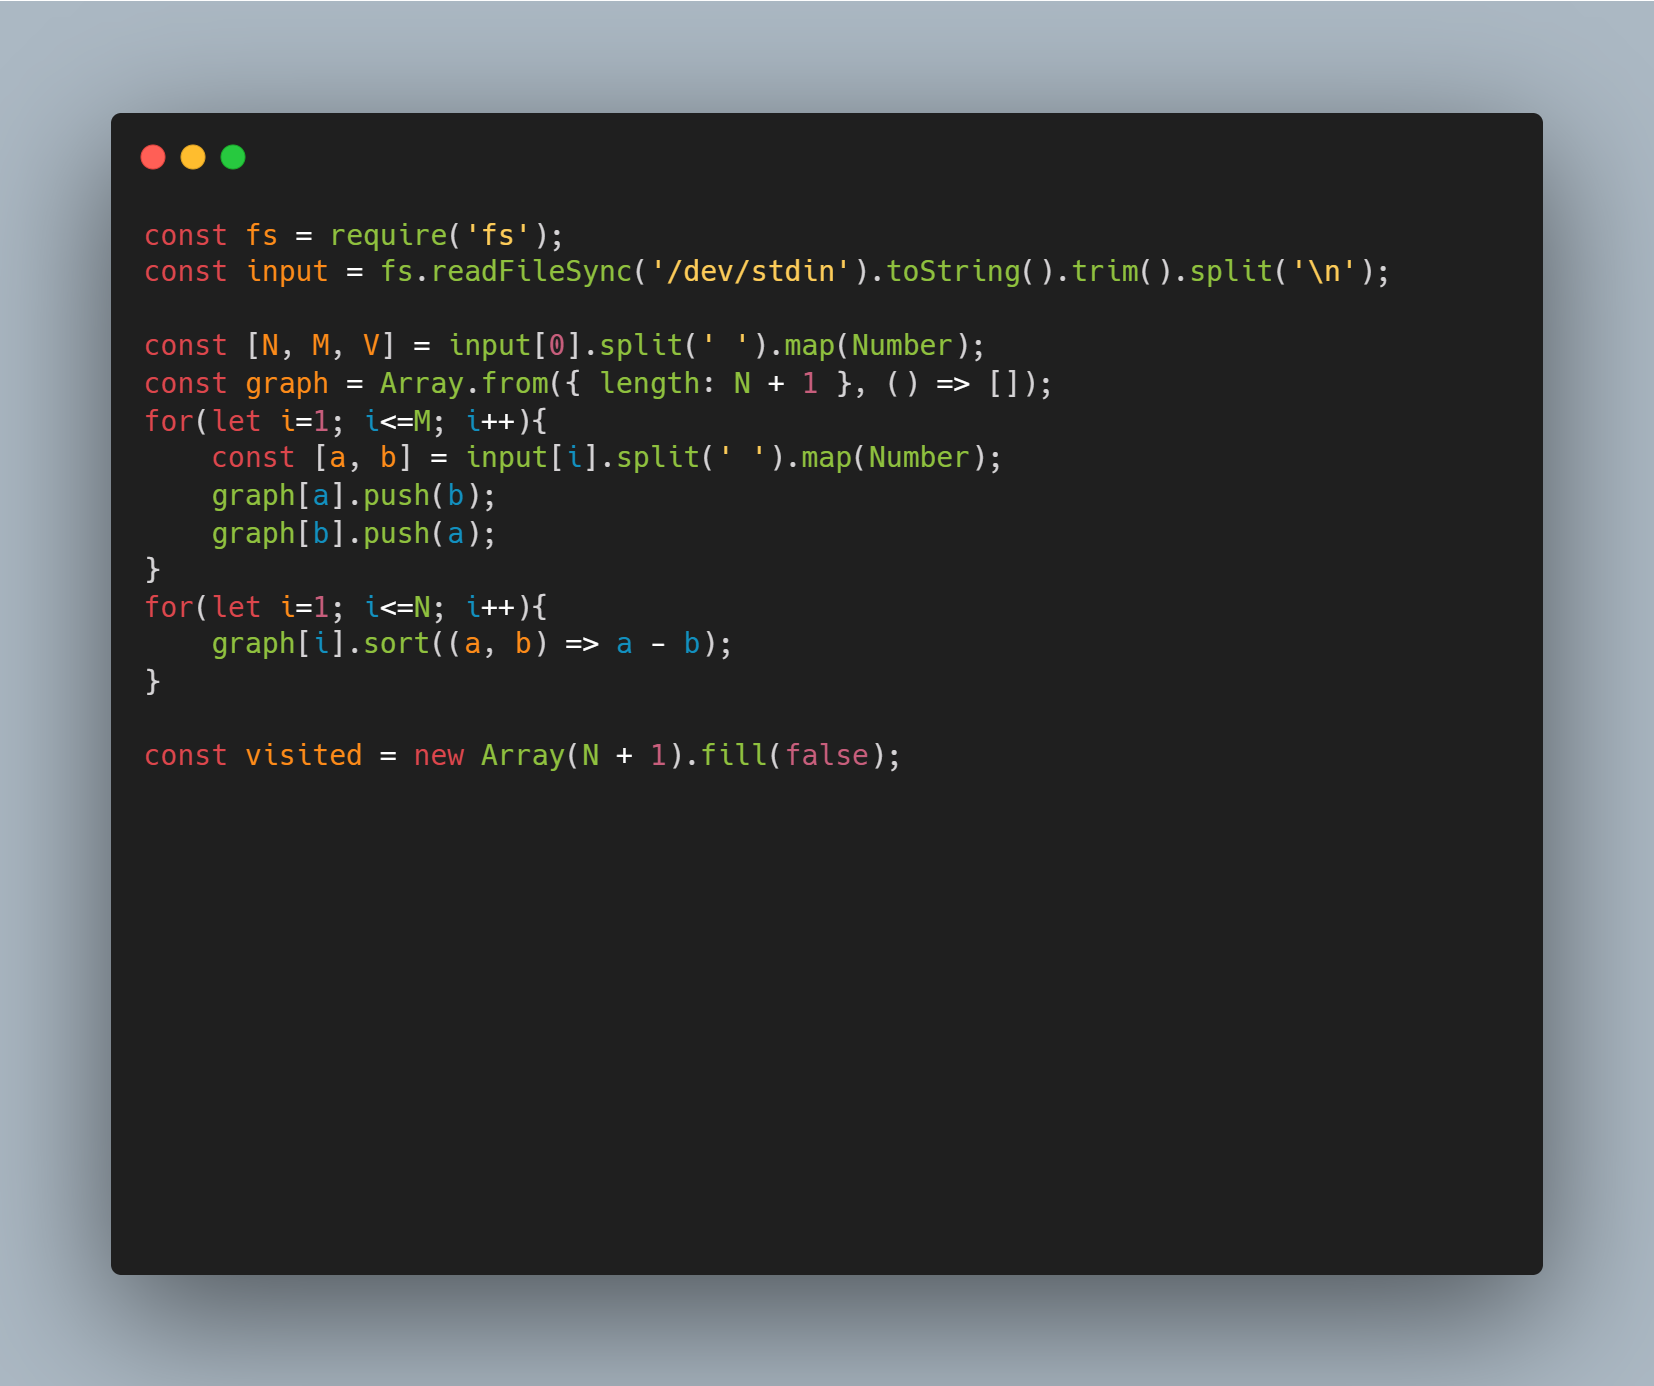 const fs = require('fs');
const input = fs.readFileSync('/dev/stdin').toString().trim().split('\n');

const [N, M, V] = input[0].split(' ').map(Number);
const graph = Array.from({ length: N + 1 }, () => []);
for(let i=1; i<=M; i++){
    const [a, b] = input[i].split(' ').map(Number);
    graph[a].push(b);
    graph[b].push(a);
}
for(let i=1; i<=N; i++){
    graph[i].sort((a, b) => a - b);
}

const visited = new Array(N + 1).fill(false);